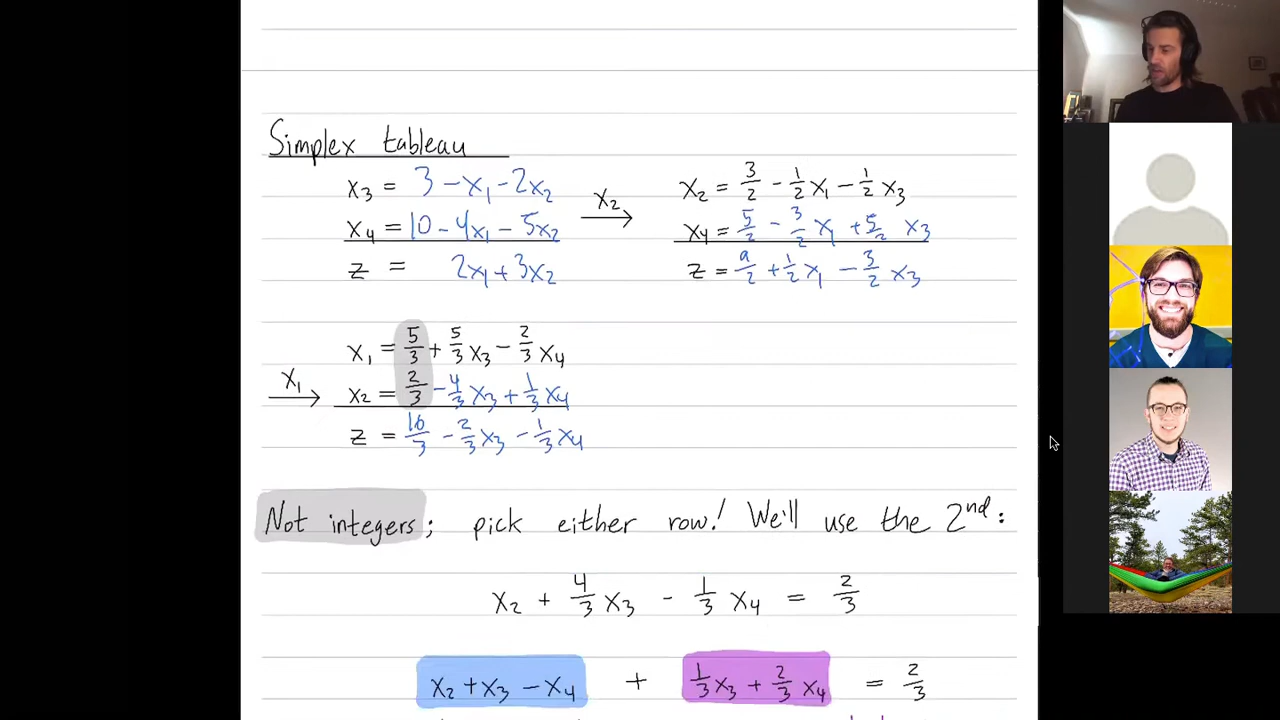 Simplex tableau
x₃ = 3 - x₁ - 2x₂
x₄ = 10 - 4x₁ - 5x₂
z = 2x₁ + 3x₂
x₂ →
x₂ = 3/2 - 1/2 x₁ - 1/2 x₃
x₄ = 5/2 - 3/2 x₁ + 5/2 x₃
z = 9/2 + 1/2 x₁ - 3/2 x₃
x₁ →
x₁ = 5/3 + 5/3 x₃ - 2/3 x₄
x₂ = 2/3 - 4/3 x₃ + 1/3 x₄
z = 16/3 - 2/3 x₃ - 1/3 x₄
Not integers; pick either row! We'll use the 2nd:
x₂ + 4/3 x₃ - 1/3 x₄ = 2/3
x₂ + x₃ - x₄ + 1/3 x₃ + 2/3 x₄ = 2/3